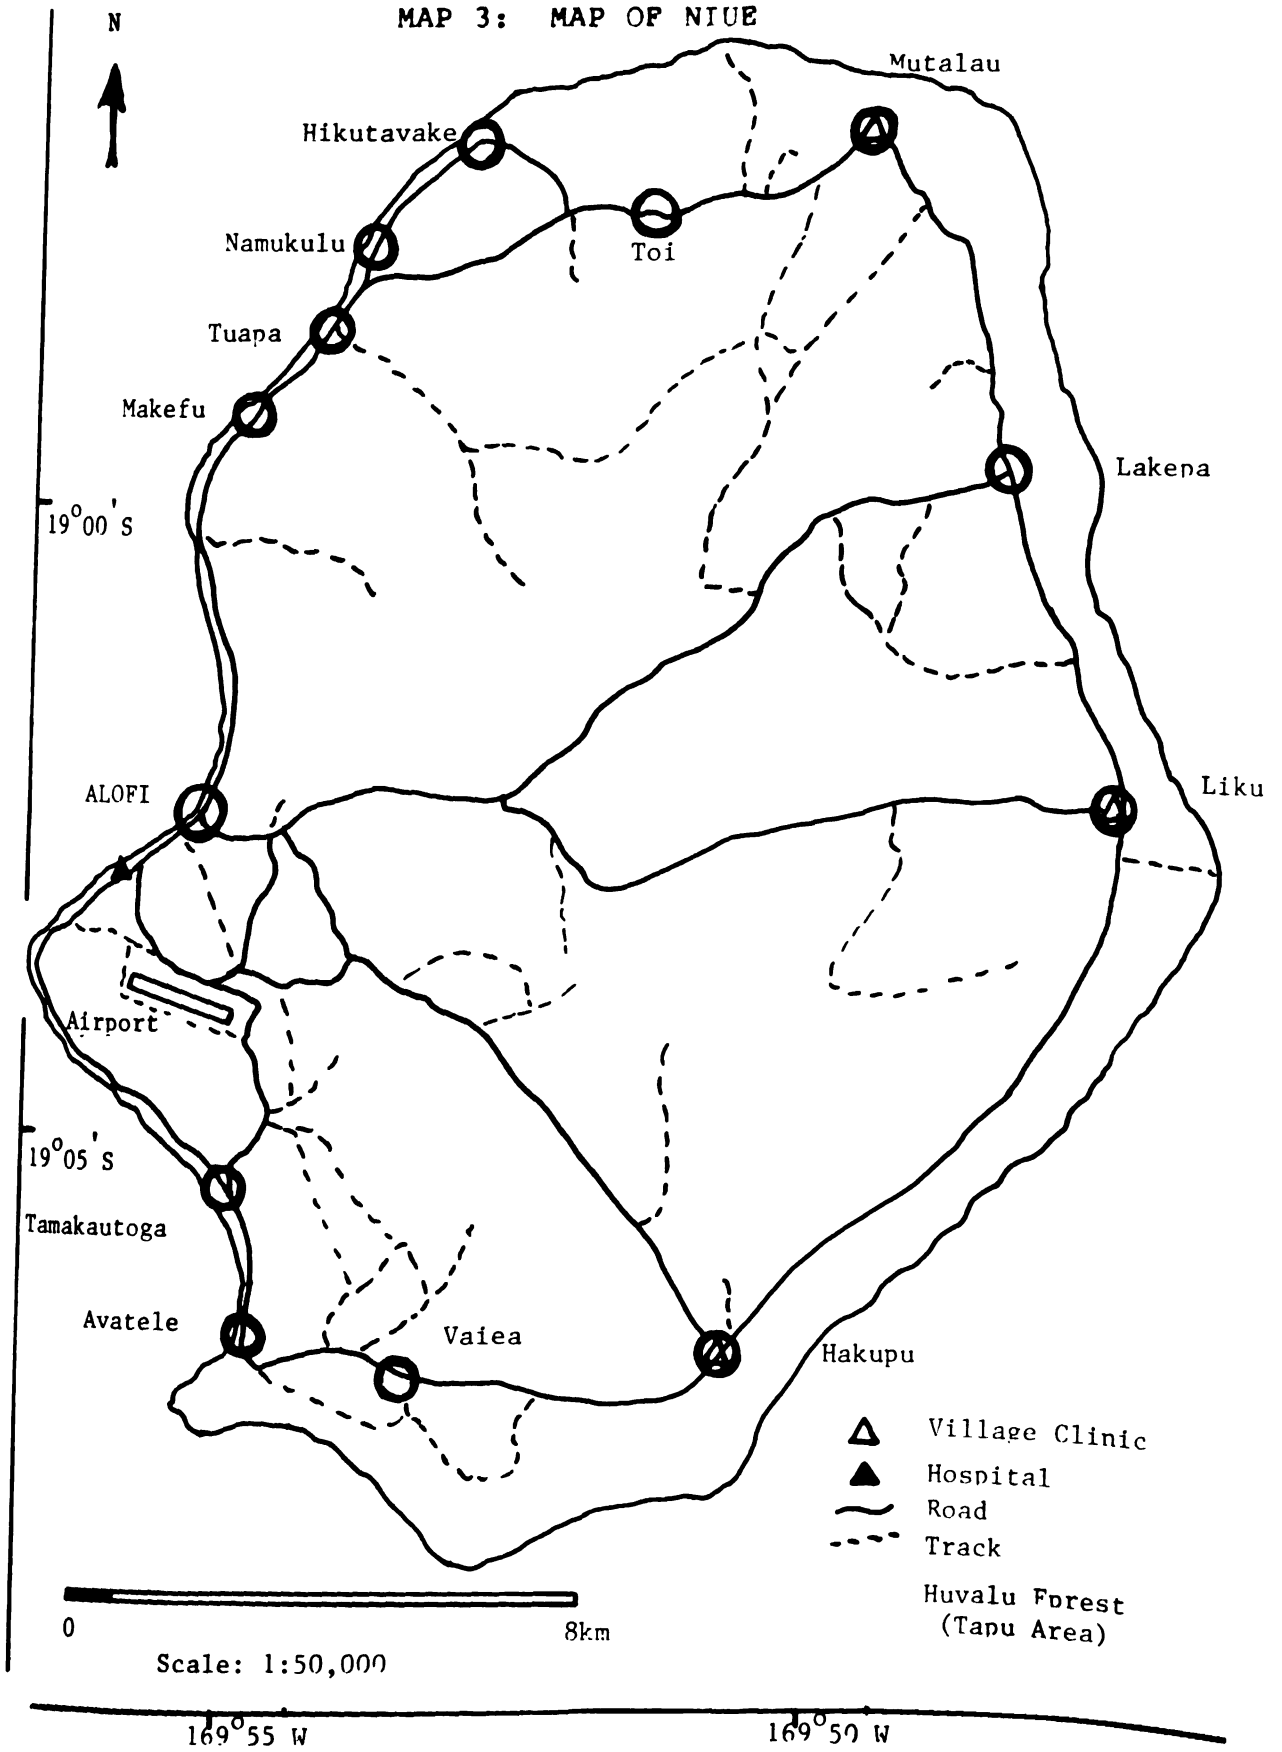 MAP 3: MAP OF NIUE
N
Mutalau
Hikutavake
Namukulu
Toi
Tuapa
Makefu
Lakepa
19°00'S
ALOFI
Liku
Airport
19°05'S
Tamakautoga
Avatele
Vaiea
Hakupu
Village Clinic
Hospital
Road
Track
Huvalu Forest
(Tapu Area)
0 8km
Scale: 1:50,000
169°55 W 169°50 W